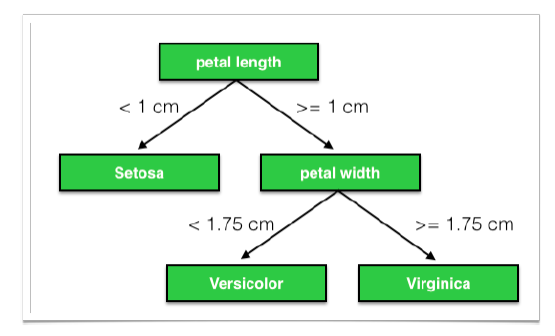 petal length
< 1 cm
>= 1 cm
Setosa
petal width
< 1.75 cm
>= 1.75 cm
Versicolor
Virginica